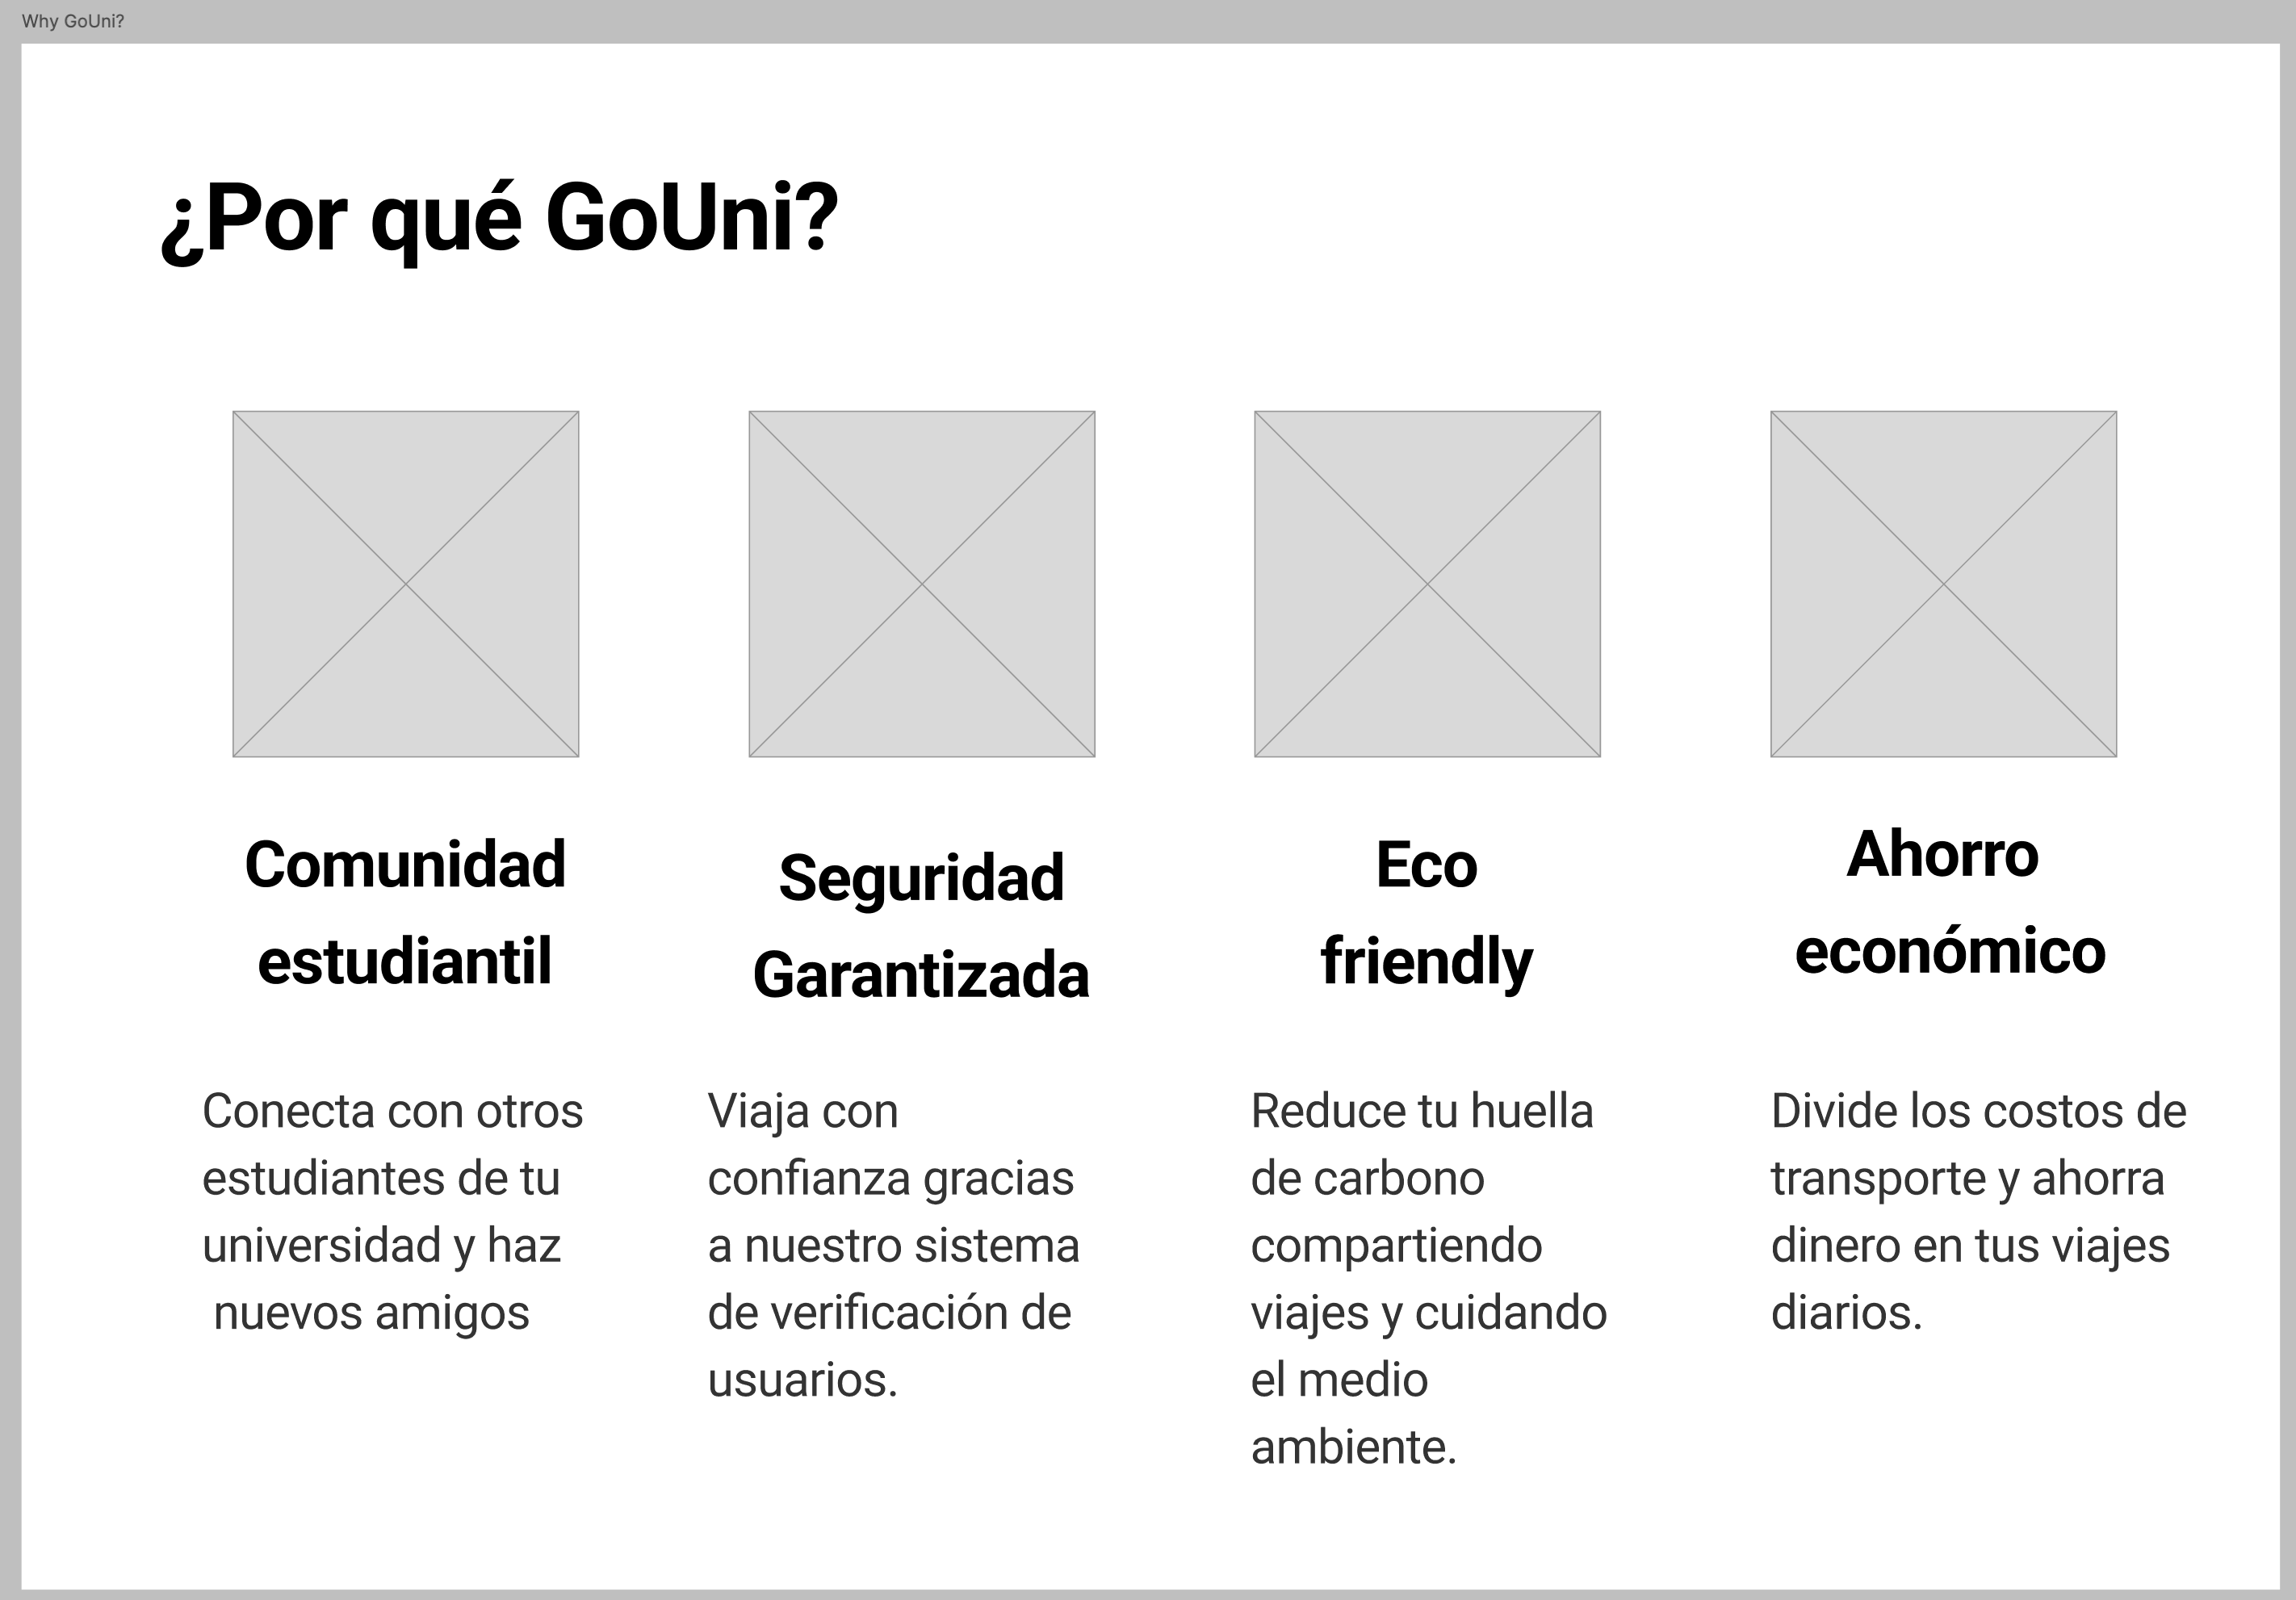 Why GoUni?
¿Por qué GoUni?
Comunidad
estudiantil
Conecta con otros
estudiantes de tu
universidad y haz
nuevos amigos
Seguridad
Garantizada
Viaja con
confianza gracias
a nuestro sistema
de verificación de
usuarios.
Eco
friendly
Reduce tu huella
de carbono
compartiendo
viajes y cuidando
el medio
ambiente.
Ahorro
económico
Divide los costos de
transporte y ahorra
dinero en tus viajes
diarios.